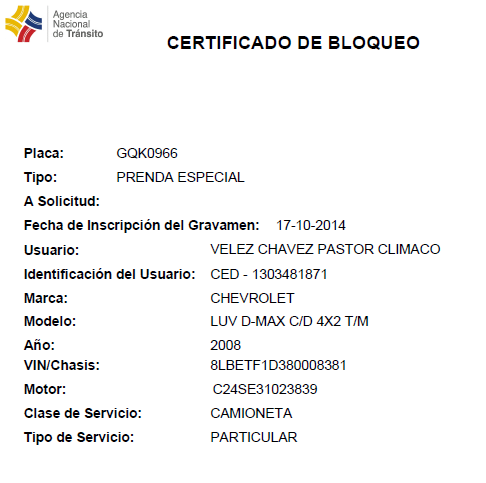 Agencia
Nacional
de Tránsito
CERTIFICADO DE BLOQUEO
Placa: GQK0966
Tipo: PRENDA ESPECIAL
A Solicitud:
Fecha de Inscripción del Gravamen: 17-10-2014
Usuario: VELEZ CHAVEZ PASTOR CLIMACO
Identificación del Usuario: CED - 1303481871
Marca: CHEVROLET
Modelo: LUV D-MAX C/D 4X2 T/M
Año: 2008
VIN/Chasis: 8LBETF1D380008381
Motor: C24SE31023839
Clase de Servicio: CAMIONETA
Tipo de Servicio: PARTICULAR